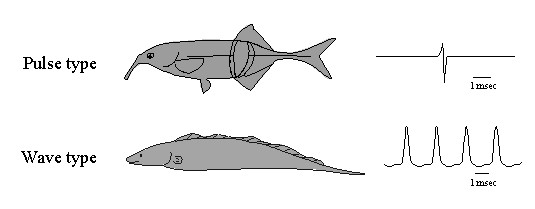 Pulse type
1 msec
Wave type
1 msec